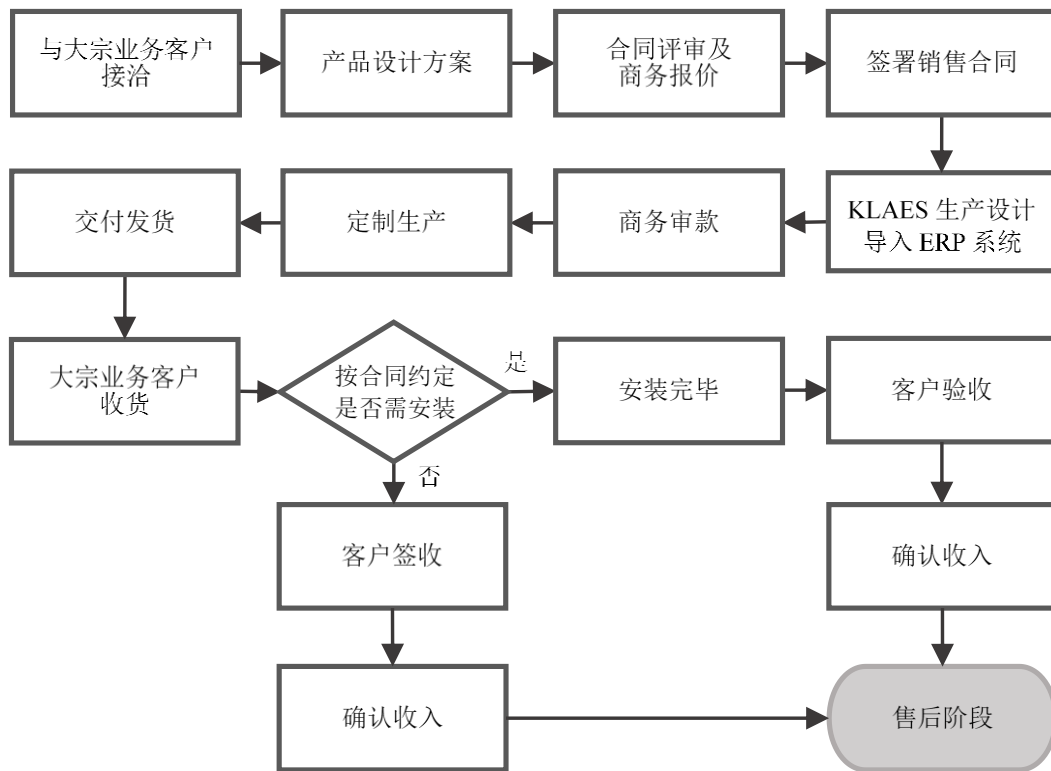 与大宗业务客户
接洽
产品设计方案
合同评审及
商务报价
签署销售合同
KLAES 生产设计
导入 ERP 系统
商务审款
定制生产
交付发货
大宗业务客户
收货
按合同约定
是否需安装
是
安装完毕
客户验收
否
客户签收
确认收入
确认收入
售后阶段